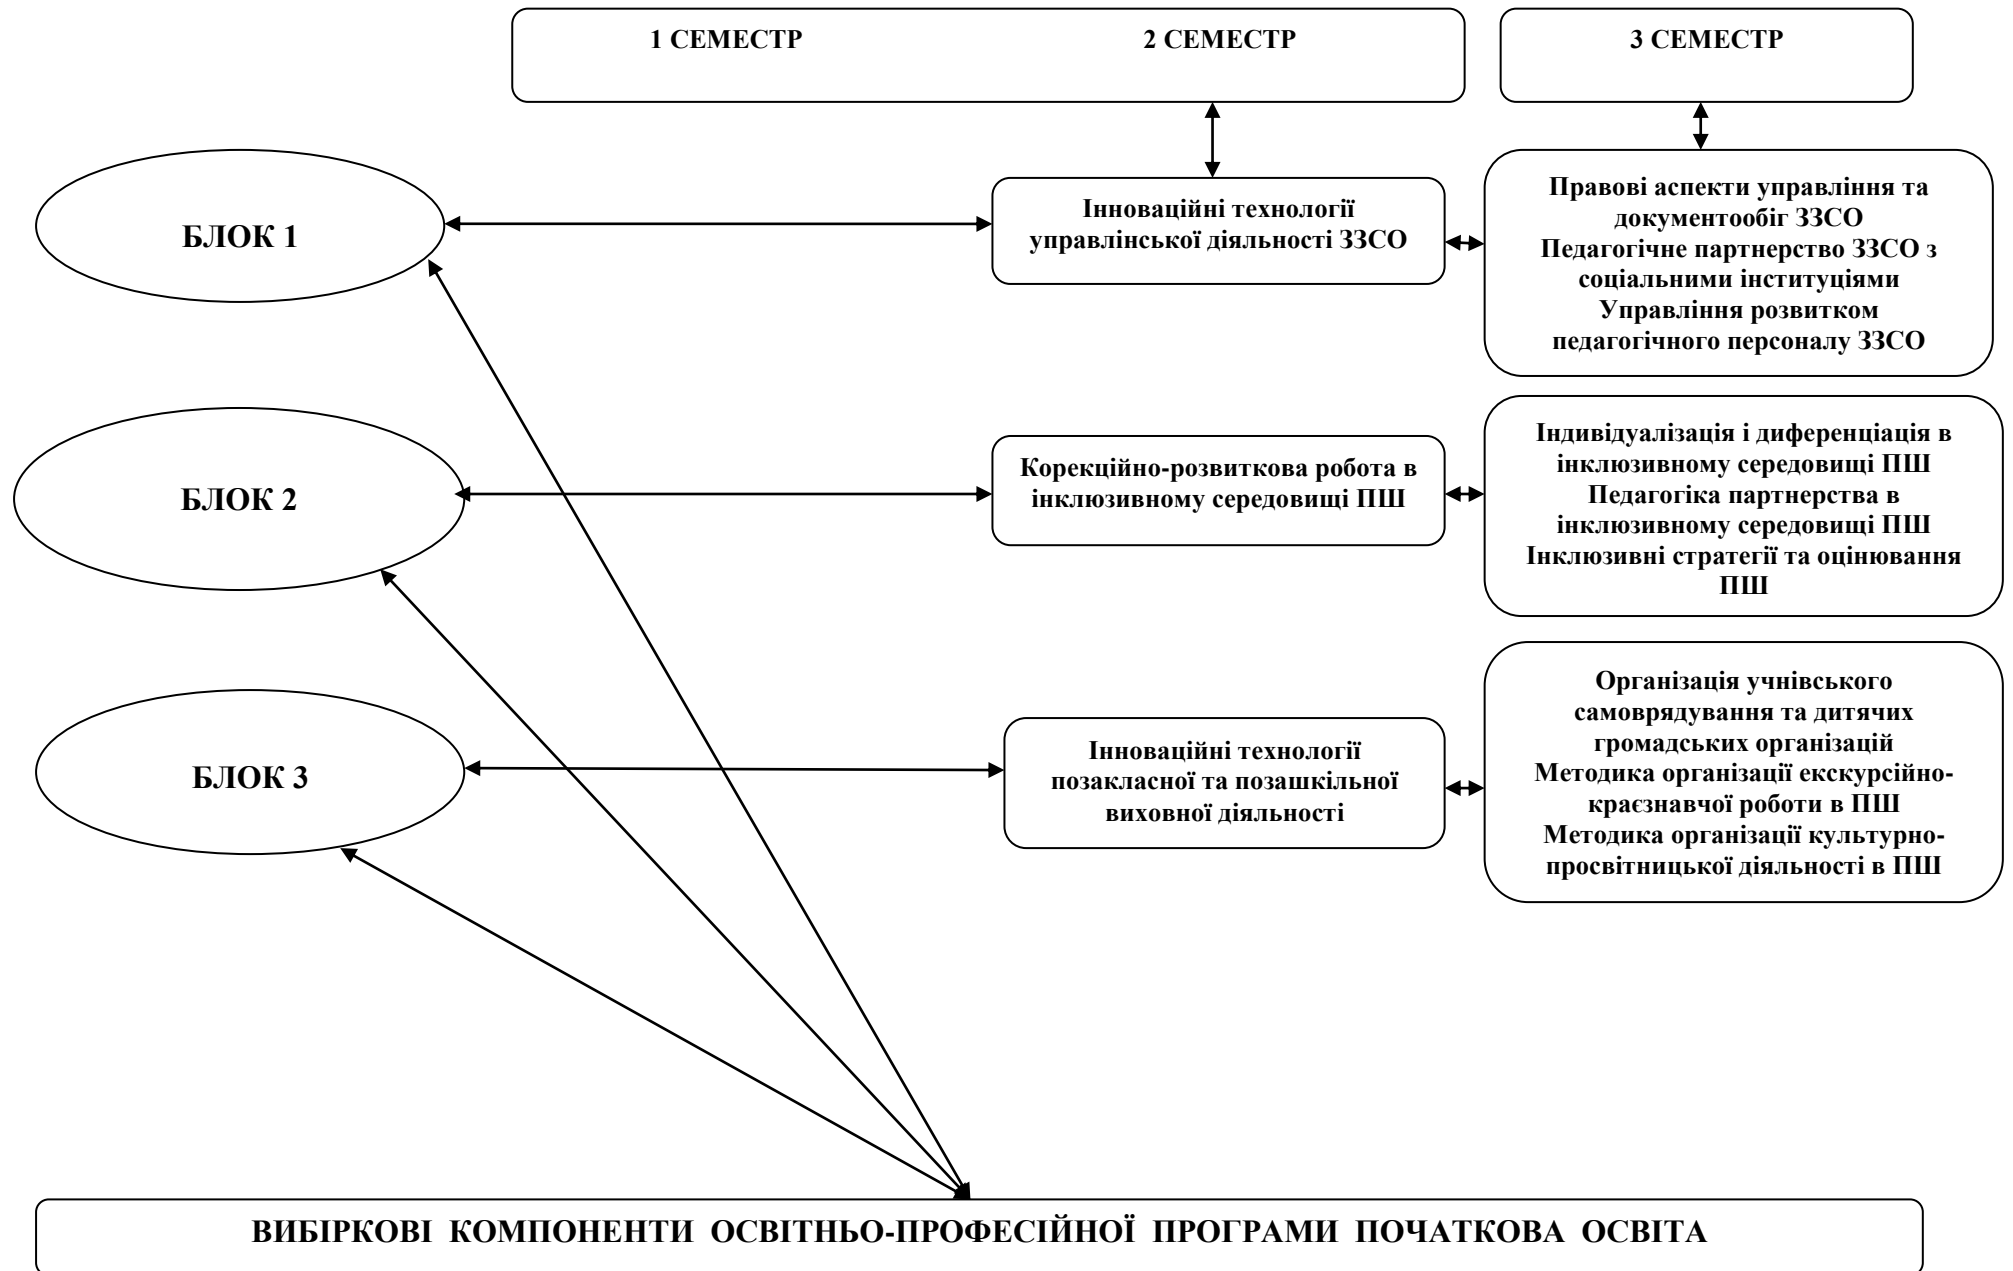 1 СЕМЕСТР 2 СЕМЕСТР
3 СЕМЕСТР
БЛОК 1
Інноваційні технології
управлінської діяльності ЗЗСО
Правові аспекти управління та
документообіг ЗЗСО
Педагогічне партнерство ЗЗСО з
соціальними інституціями
Управління розвитком
педагогічного персоналу ЗЗСО
БЛОК 2
Корекційно-розвиткова робота в
інклюзивному середовищі ПШ
Індивідуалізація і диференціація в
інклюзивному середовищі ПШ
Педагогіка партнерства в
інклюзивному середовищі ПШ
Інклюзивні стратегії та оцінювання
ПШ
БЛОК 3
Інноваційні технології
позакласної та позашкільної
виховної діяльності
Організація учнівського
самоврядування та дитячих
громадських організацій
Методика організації екскурсійно-
краєзнавчої роботи в ПШ
Методика організації культурно-
просвітницької діяльності в ПШ
ВИБІРКОВІ КОМПОНЕНТИ ОСВІТНЬО-ПРОФЕСІЙНОЇ ПРОГРАМИ ПОЧАТКОВА ОСВІТА